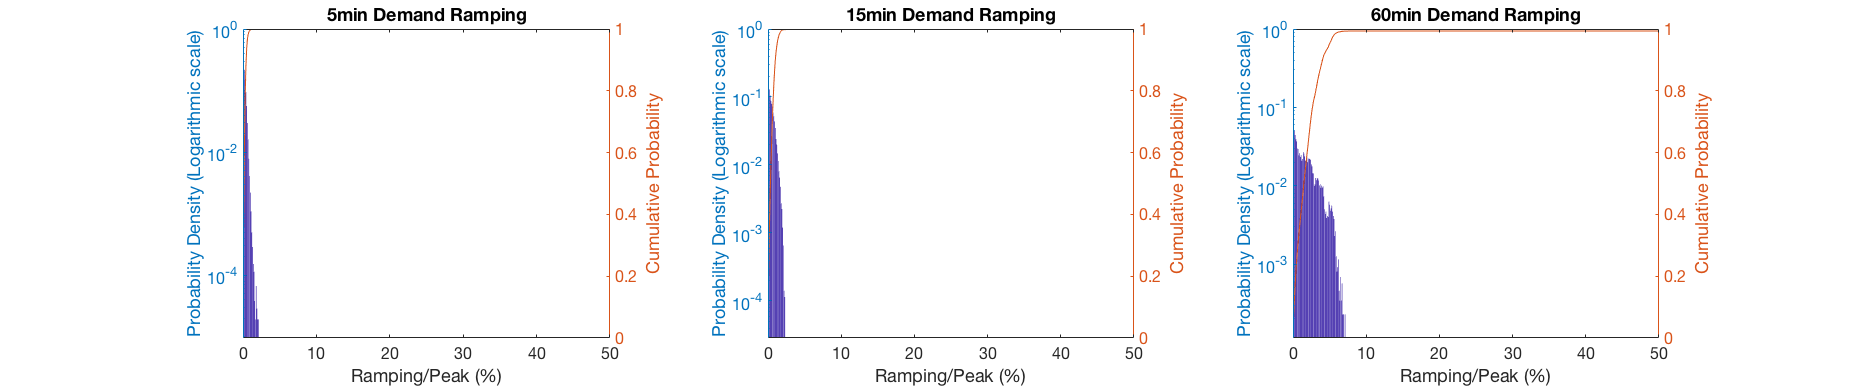 5min Demand Ramping
Probability Density (Logarithmic scale)
10^0
10^-2
10^-4
1
0.8
0.6
0.4
0.2
0
Cumulative Probability
0 10 20 30 40 50
Ramping/Peak (%)
15min Demand Ramping
Probability Density (Logarithmic scale)
10^0
10^-1
10^-2
10^-3
10^-4
1
0.8
0.6
0.4
0.2
0
Cumulative Probability
0 10 20 30 40 50
Ramping/Peak (%)
60min Demand Ramping
Probability Density (Logarithmic scale)
10^0
10^-1
10^-2
10^-3
1
0.8
0.6
0.4
0.2
0
Cumulative Probability
0 10 20 30 40 50
Ramping/Peak (%)